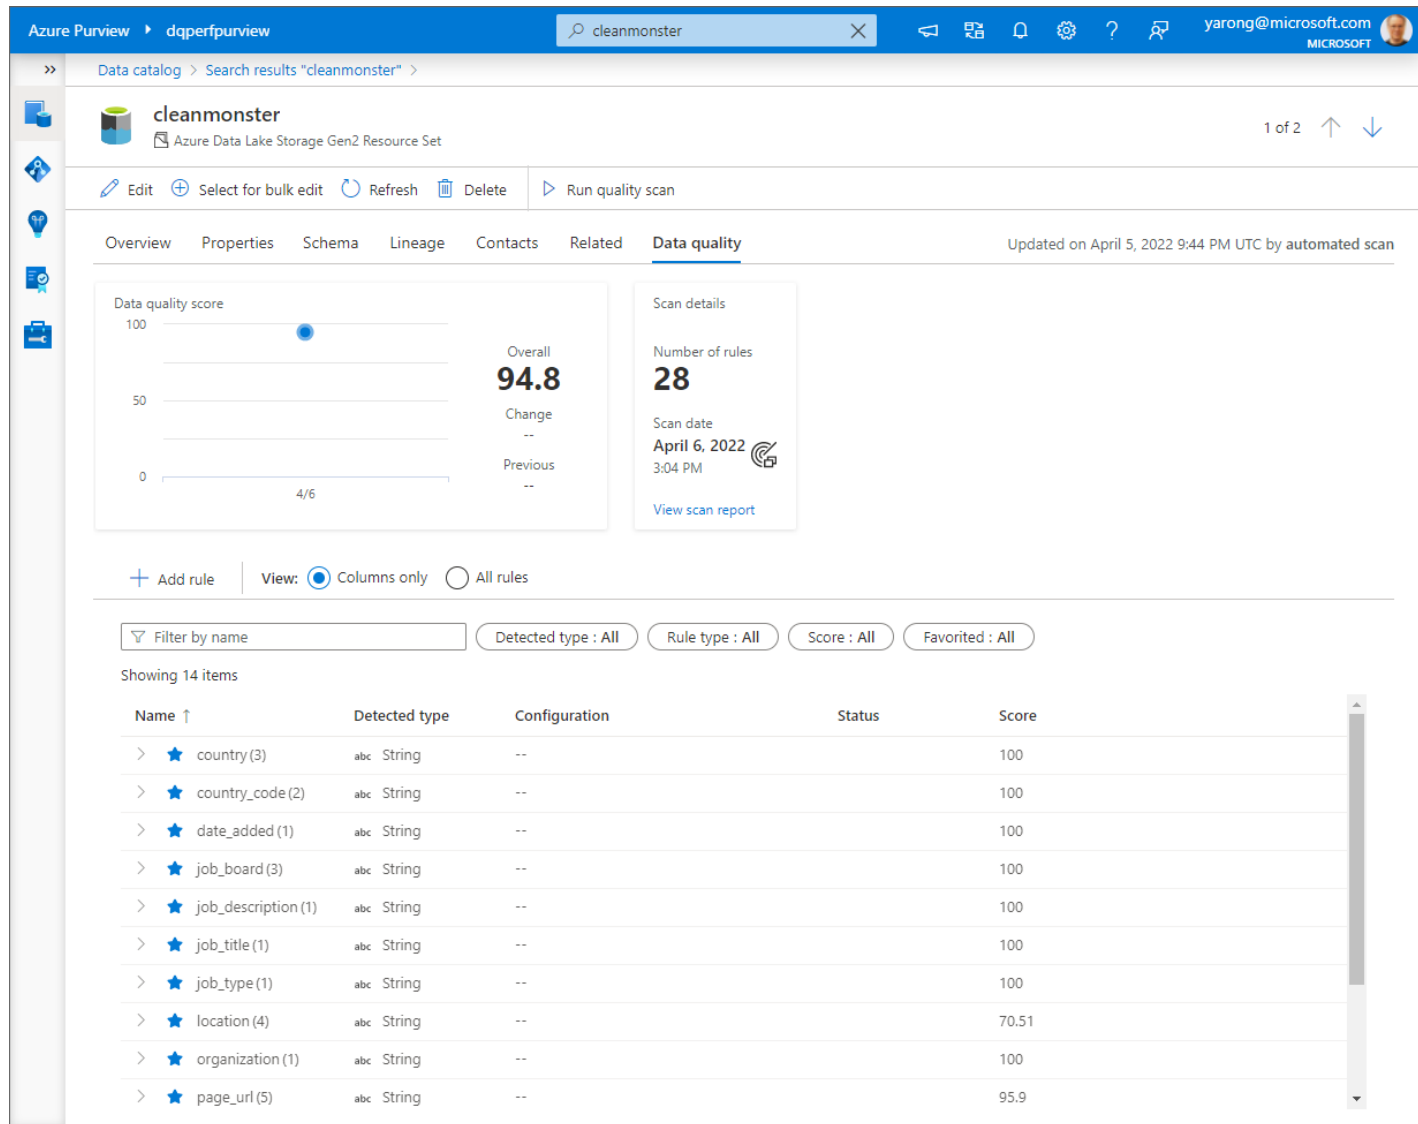 Azure Purview dqperfpurview cleanmonster yarong@microsoft.com
MICROSOFT
Data catalog > Search results "cleanmonster" >
cleanmonster
Azure Data Lake Storage Gen2 Resource Set
1 of 2
Edit Select for bulk edit Refresh Delete Run quality scan
Overview Properties Schema Lineage Contacts Related Data quality Updated on April 5, 2022 9:44 PM UTC by automated scan
Data quality score
100
50
0
4/6
Overall
94.8
Change
--
Previous
--
Scan details
Number of rules
28
Scan date
April 6, 2022
3:04 PM
View scan report
Add rule View: Columns only All rules
Filter by name Detected type : All Rule type : All Score : All Favorited : All
Showing 14 items
Name ↑ Detected type Configuration Status Score
country (3) abc String -- 100
country_code (2) abc String -- 100
date_added (1) abc String -- 100
job_board (3) abc String -- 100
job_description (1) abc String -- 100
job_title (1) abc String -- 100
job_type (1) abc String -- 100
location (4) abc String -- 70.51
organization (1) abc String -- 100
page_url (5) abc String -- 95.9